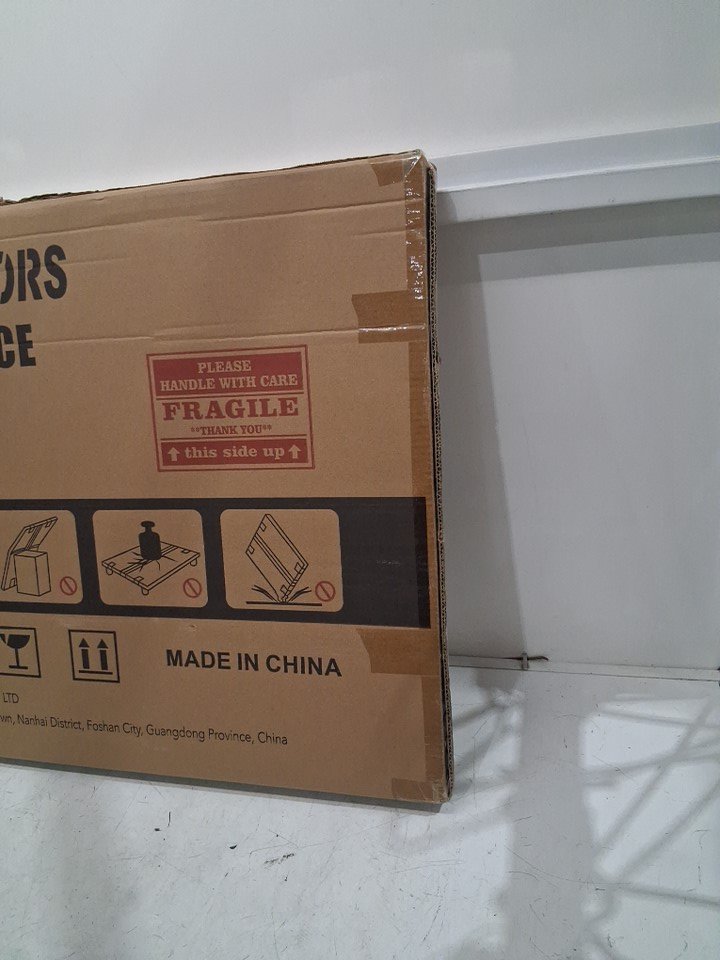 ORS
CE
PLEASE
HANDLE WITH CARE
FRAGILE
**THANK YOU**
this side up
MADE IN CHINA
LTD
wn, Nanhai District, Foshan City, Guangdong Province, China